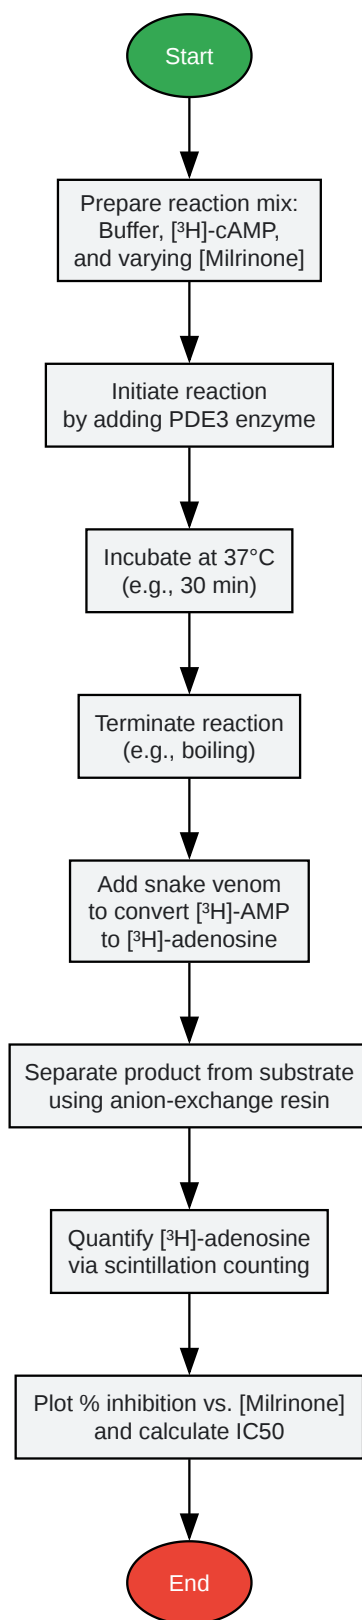 Start
Prepare reaction mix:
Buffer, [³H]-cAMP,
and varying [Milrinone]
Initiate reaction
by adding PDE3 enzyme
Incubate at 37°C
(e.g., 30 min)
Terminate reaction
(e.g., boiling)
Add snake venom
to convert [³H]-AMP
to [³H]-adenosine
Separate product from substrate
using anion-exchange resin
Quantify [³H]-adenosine
via scintillation counting
Plot % inhibition vs. [Milrinone]
and calculate IC50
End